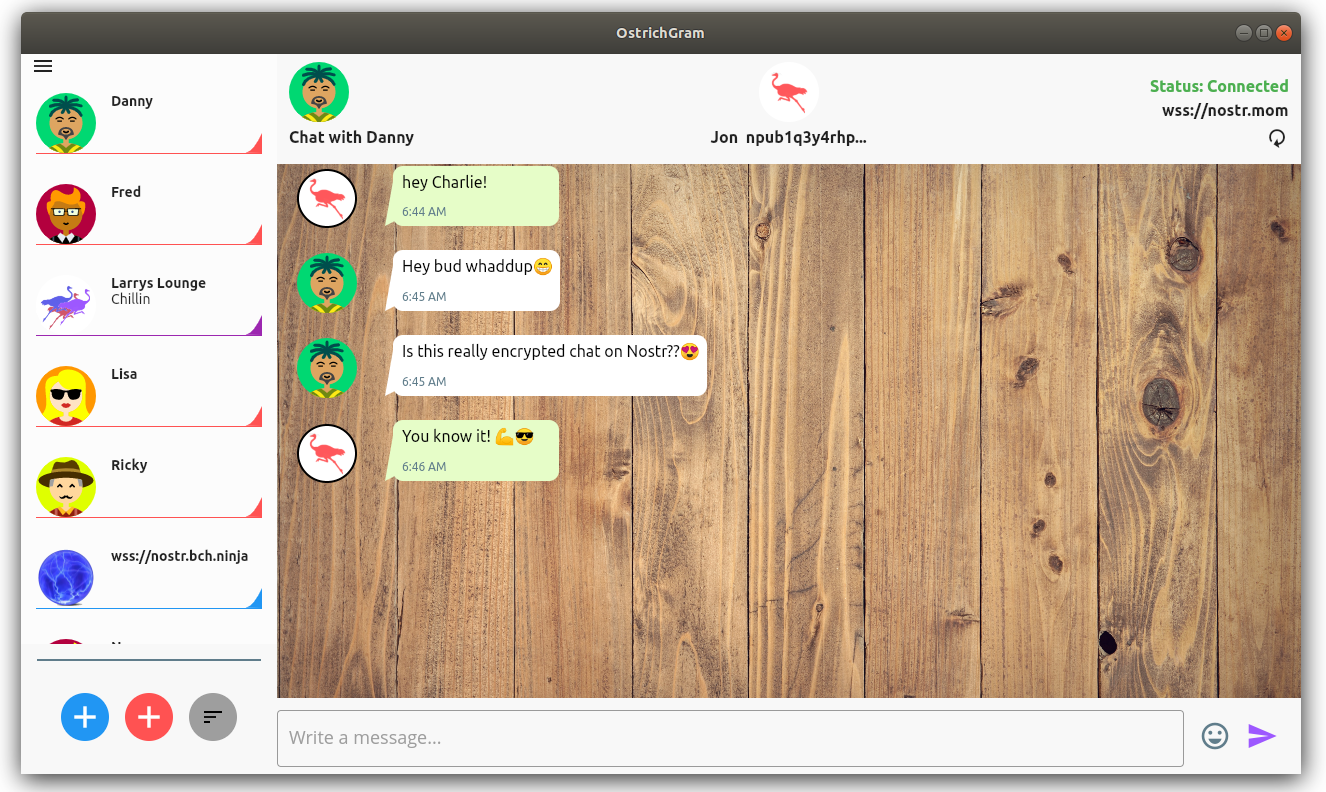 OstrichGram
Danny
Fred
Larrys Lounge
Chillin
Lisa
Ricky
wss://nostr.bch.ninja
Chat with Danny
Jon npub1q3y4rhp...
Status: Connected
wss://nostr.mom
hey Charlie!
6:44 AM
Hey bud whaddup😁
6:45 AM
Is this really encrypted chat on Nostr??😍
6:45 AM
You know it! 💪😎
6:46 AM
Write a message...